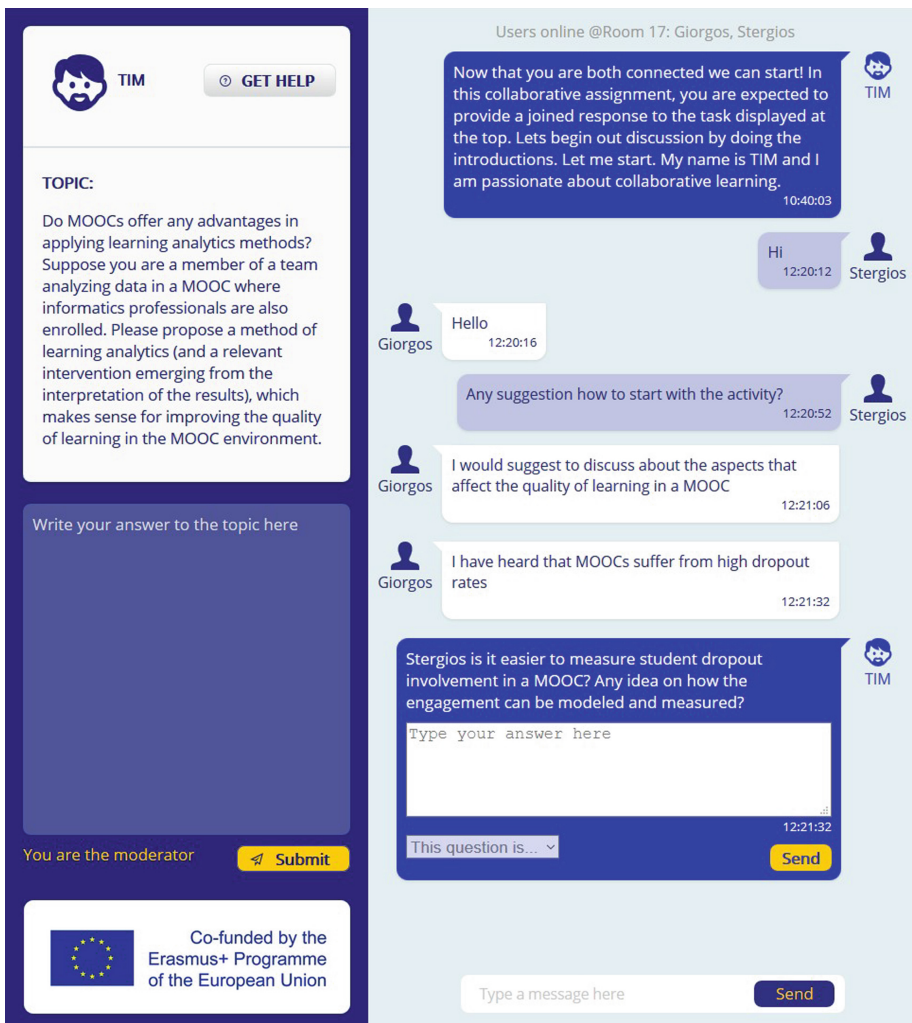 TIM
GET HELP
TOPIC:
Do MOOCs offer any advantages in
applying learning analytics methods?
Suppose you are a member of a team
analyzing data in a MOOC where
informatics professionals are also
enrolled. Please propose a method of
learning analytics (and a relevant
intervention emerging from the
interpretation of the results), which
makes sense for improving the quality
of learning in the MOOC environment.
Write your answer to the topic here
You are the moderator
Submit
Co-funded by the
Erasmus+ Programme
of the European Union
Users online @Room 17: Giorgos, Stergios
Now that you are both connected we can start! In
this collaborative assignment, you are expected to
provide a joined response to the task displayed at
the top. Lets begin out discussion by doing the
introductions. Let me start. My name is TIM and I
am passionate about collaborative learning.
10:40:03
TIM
Hi
12:20:12
Stergios
Giorgos
Hello
12:20:16
Any suggestion how to start with the activity?
12:20:52
Stergios
Giorgos
I would suggest to discuss about the aspects that
affect the quality of learning in a MOOC
12:21:06
Giorgos
I have heard that MOOCs suffer from high dropout
rates
12:21:32
Stergios is it easier to measure student dropout
involvement in a MOOC? Any idea on how the
engagement can be modeled and measured?
TIM
Type your answer here
12:21:32
This question is...
Send
Type a message here
Send